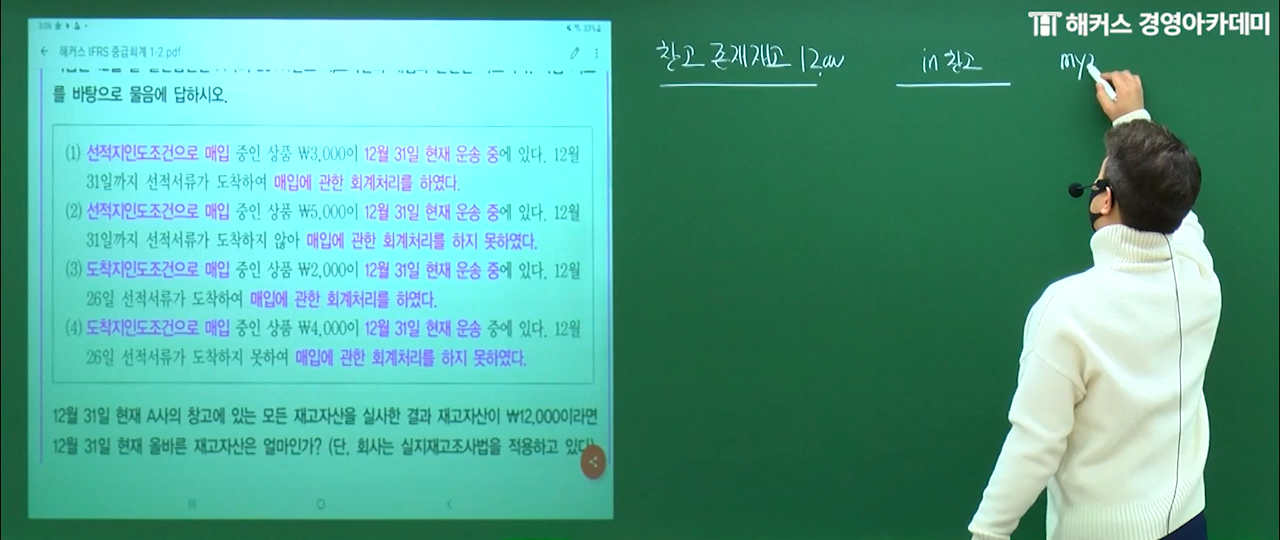 해커스 경영아카데미
해커스 IFRS 중급회계 1-2.pdf
를 바탕으로 물음에 답하시오.
(1) 선적지인도조건으로 매입 중인 상품 ₩3,000이 12월 31일 현재 운송 중에 있다. 12월
31일까지 선적서류가 도착하여 매입에 관한 회계처리를 하였다.
(2) 선적지인도조건으로 매입 중인 상품 ₩5,000이 12월 31일 현재 운송 중에 있다. 12월
31일까지 선적서류가 도착하지 않아 매입에 관한 회계처리를 하지 못하였다.
(3) 도착지인도조건으로 매입 중인 상품 ₩2,000이 12월 31일 현재 운송 중에 있다. 12월
26일 선적서류가 도착하여 매입에 관한 회계처리를 하였다.
(4) 도착지인도조건으로 매입 중인 상품 ₩4,000이 12월 31일 현재 운송 중에 있다. 12월
26일 선적서류가 도착하지 못하여 매입에 관한 회계처리를 하지 못하였다.
12월 31일 현재 A사의 창고에 있는 모든 재고자산을 실사한 결과 재고자산이 ₩12,000이라면
12월 31일 현재 올바른 재고자산은 얼마인가? (단, 회사는 실지재고조사법을 적용하고 있다)
창고 존재 재고
in 창고